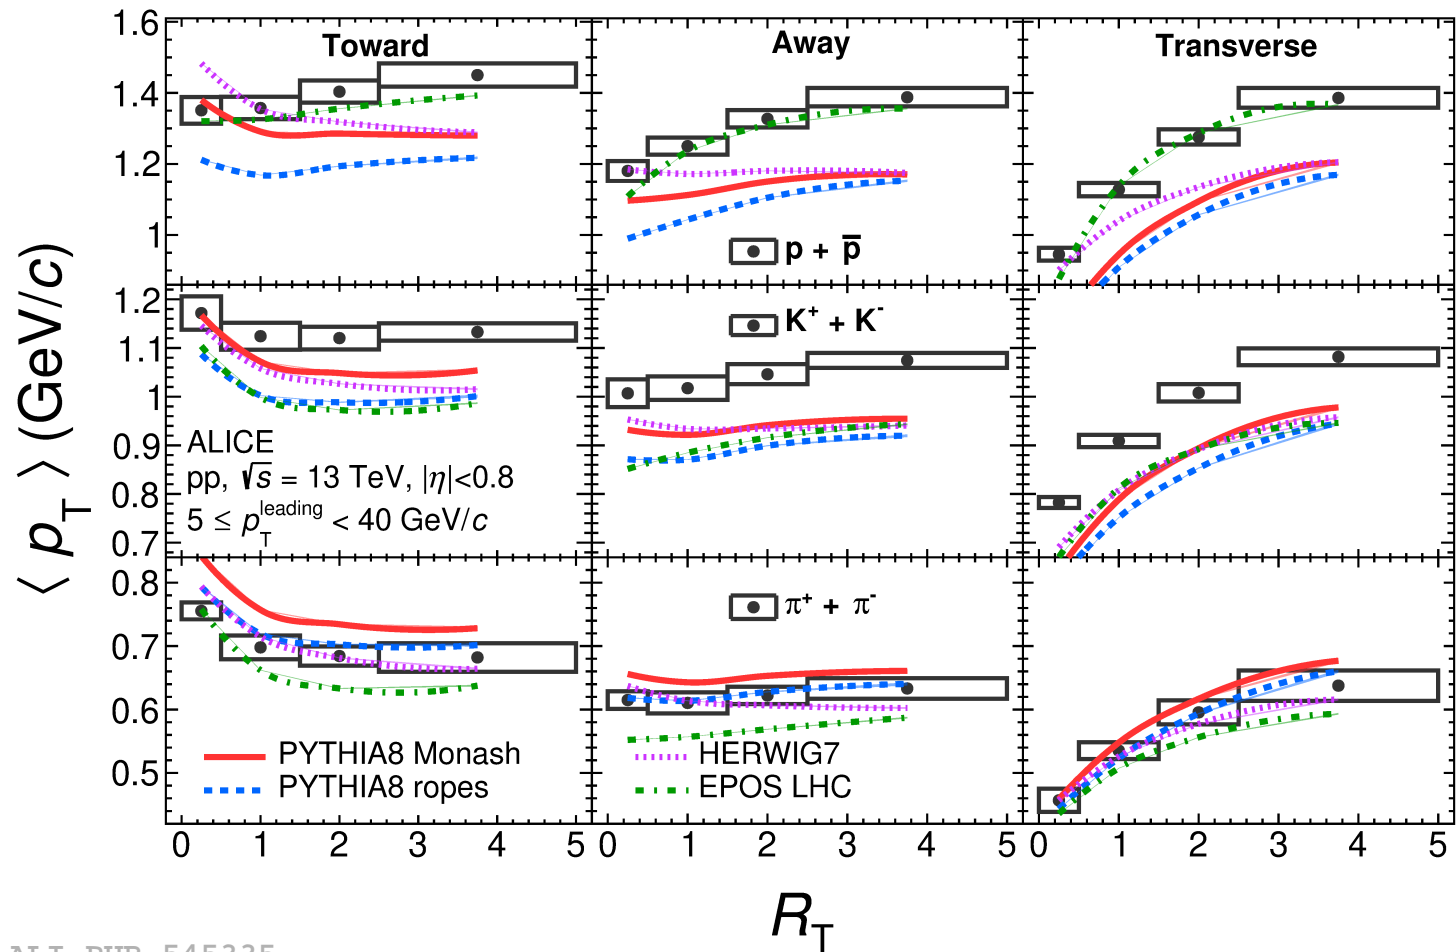 Toward
Away
Transverse
1.6
1.4
1.2
1
p + p̅
1.2
1.1
1
0.9
0.8
0.7
K⁺ + K⁻
ALICE
pp, √s = 13 TeV, |η|<0.8
5 ≤ p_T^leading < 40 GeV/c
0.8
0.7
0.6
0.5
π⁺ + π⁻
PYTHIA8 Monash
PYTHIA8 ropes
HERWIG7
EPOS LHC
0 1 2 3 4 5
0 1 2 3 4 5
0 1 2 3 4 5
⟨ p_T ⟩ (GeV/c)
R_T